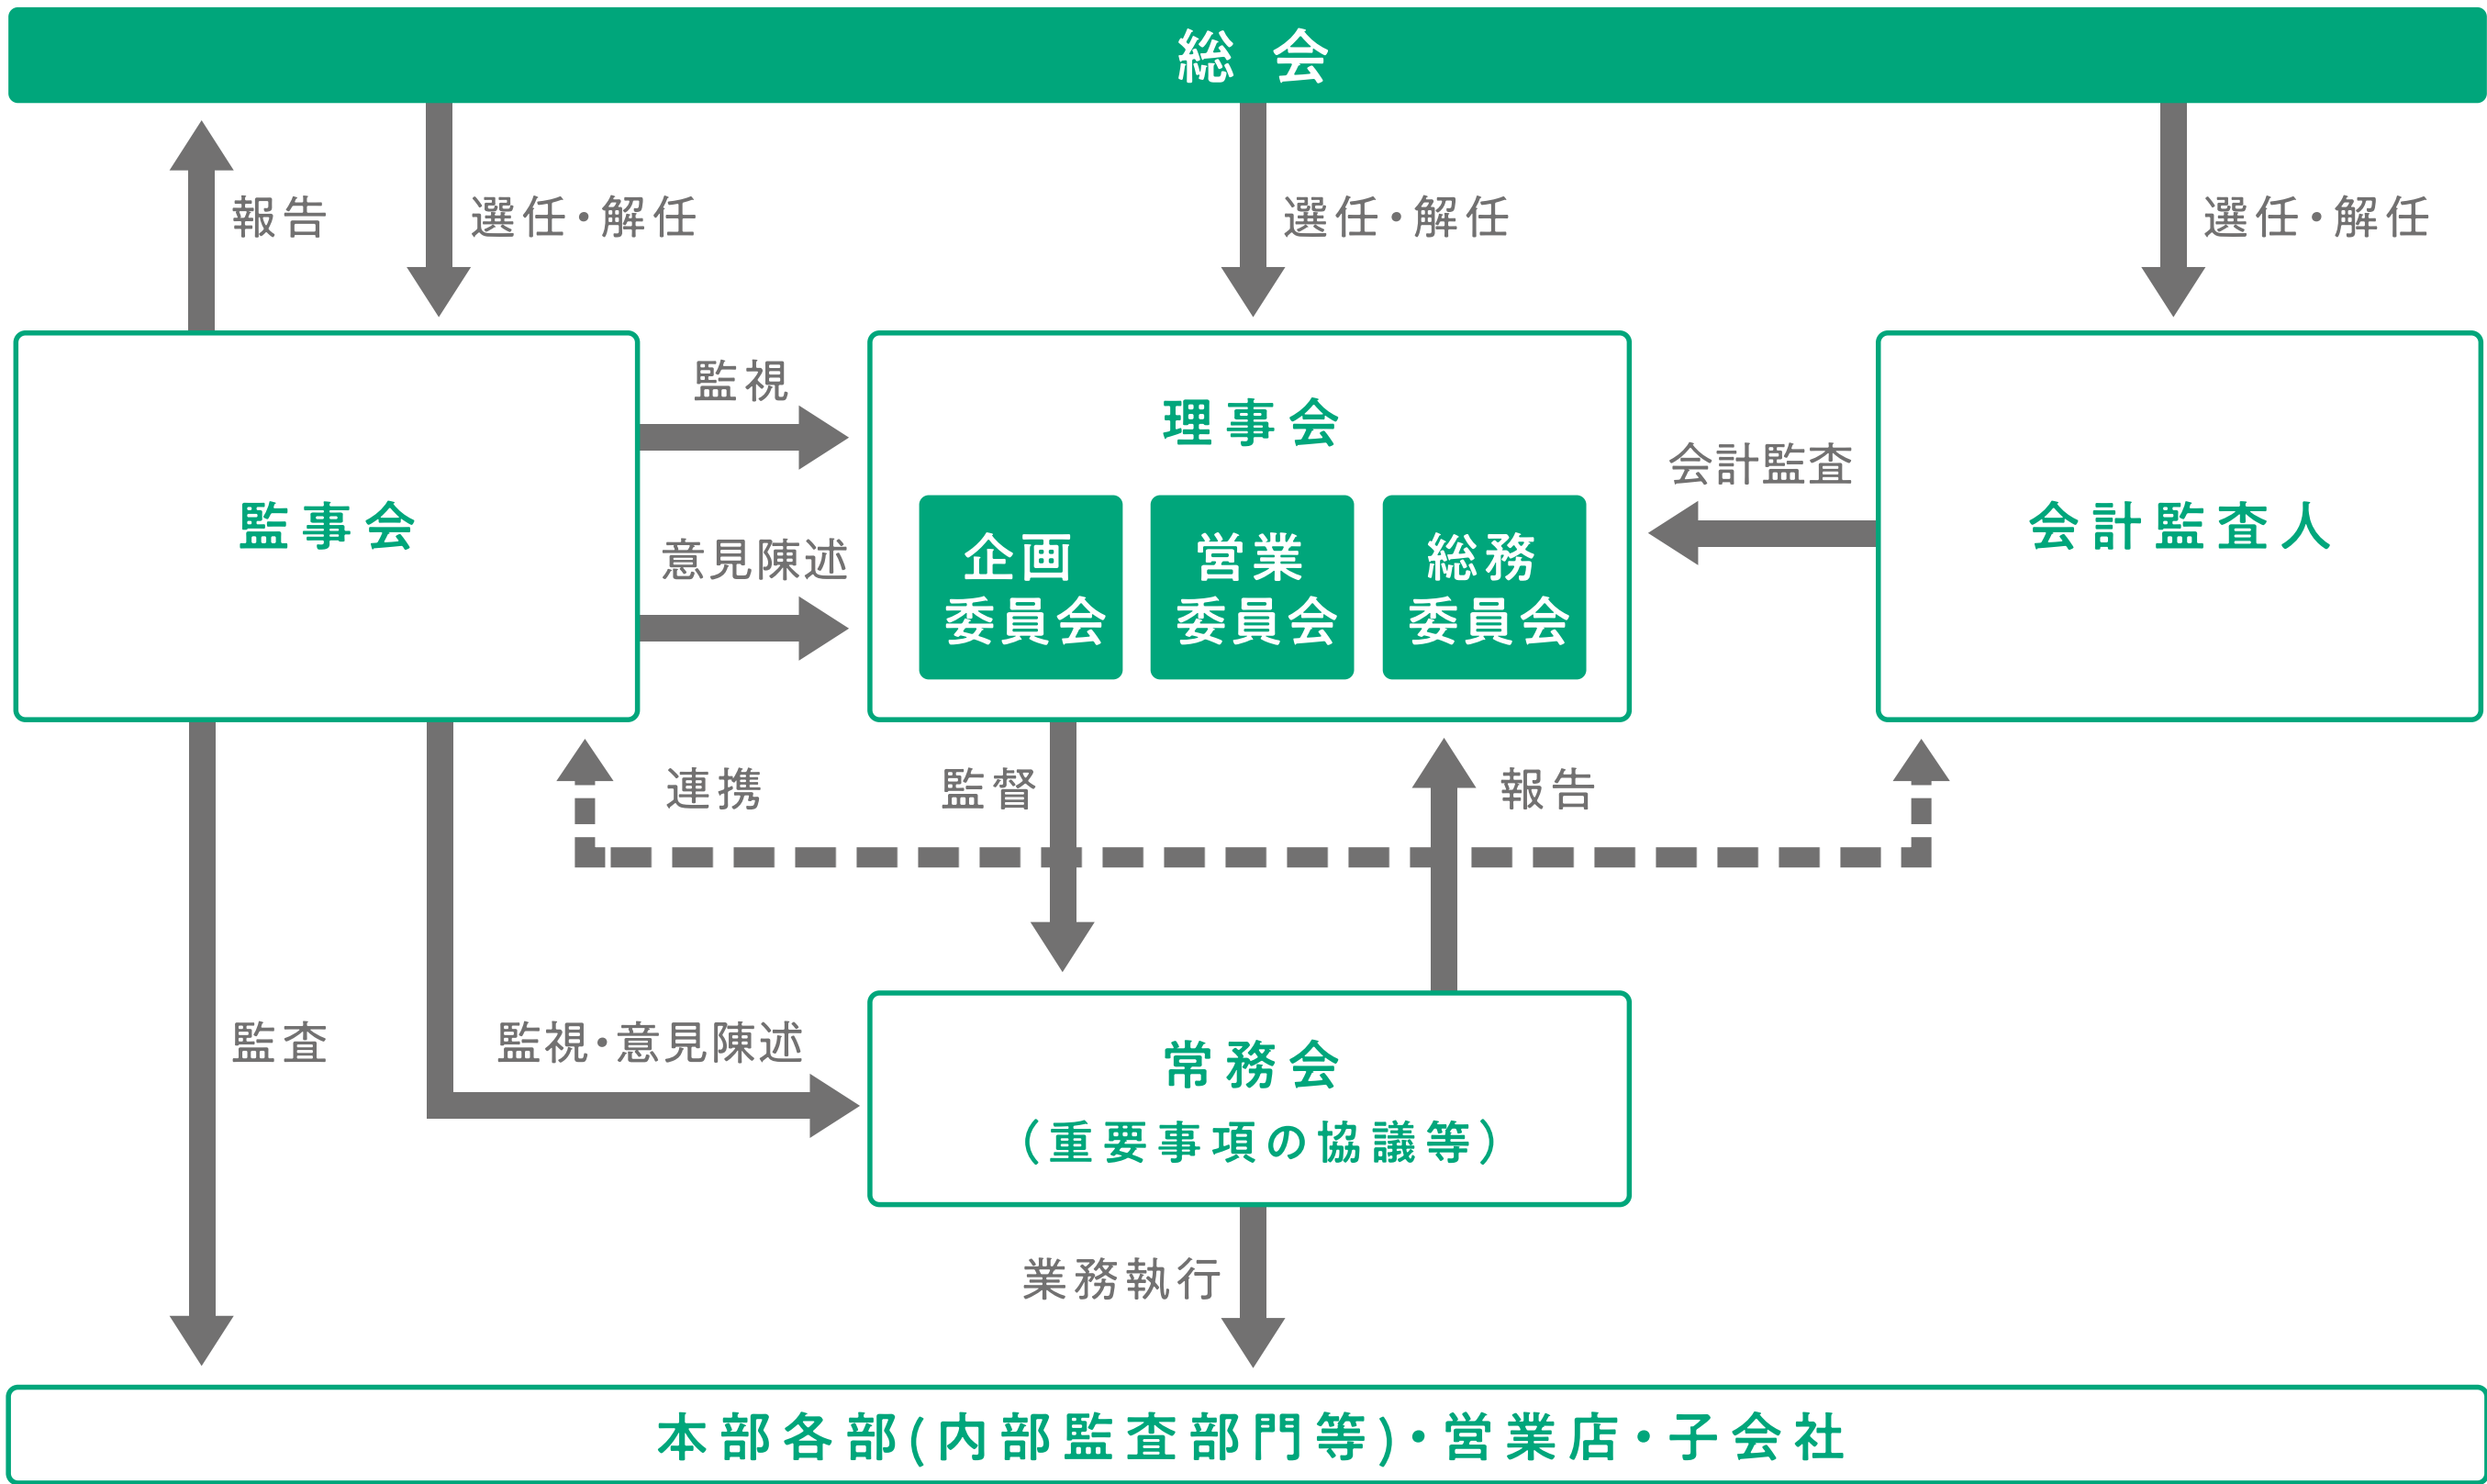 総 会
報告
選任・解任
選任・解任
選任・解任
監視
監事会
意見陳述
理事会
企画
委員会
営業
委員会
総務
委員会
会計監査
会計監査人
連携
監督
報告
監査
監視・意見陳述
常務会
（重要事項の協議等）
業務執行
本部各部(内部監査部門等)・営業店・子会社